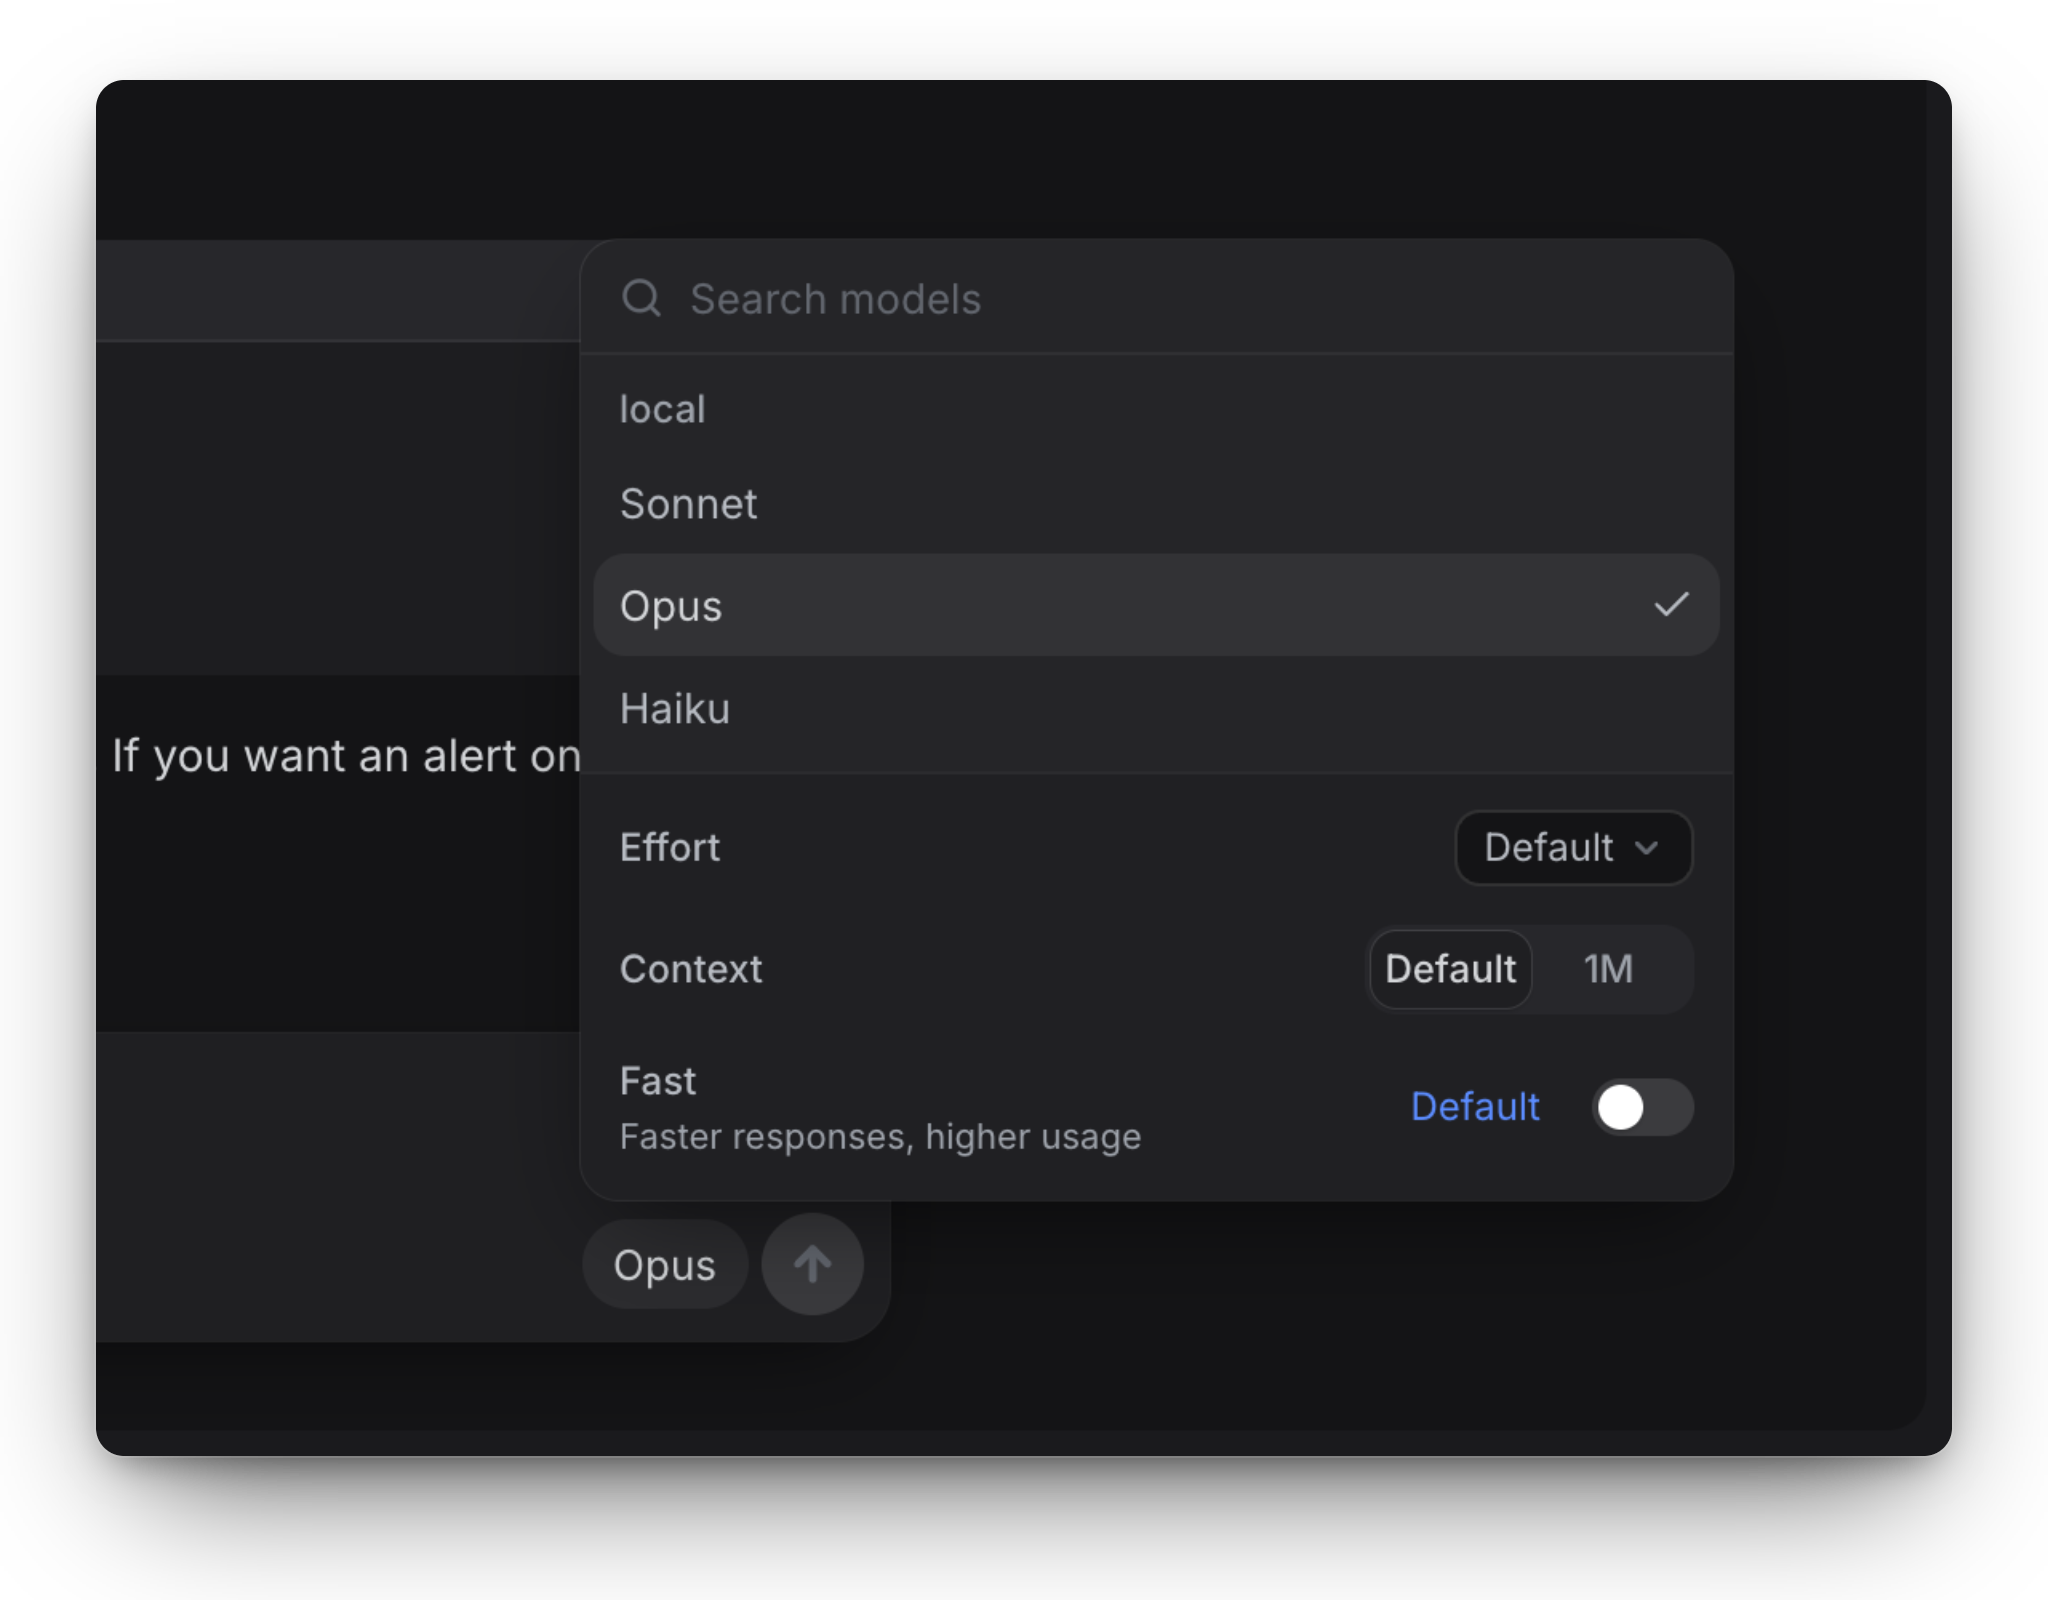 Search models
local
Sonnet
Opus
Haiku
If you want an alert on
Effort
Default
Context
Default
1M
Fast
Faster responses, higher usage
Default
Opus